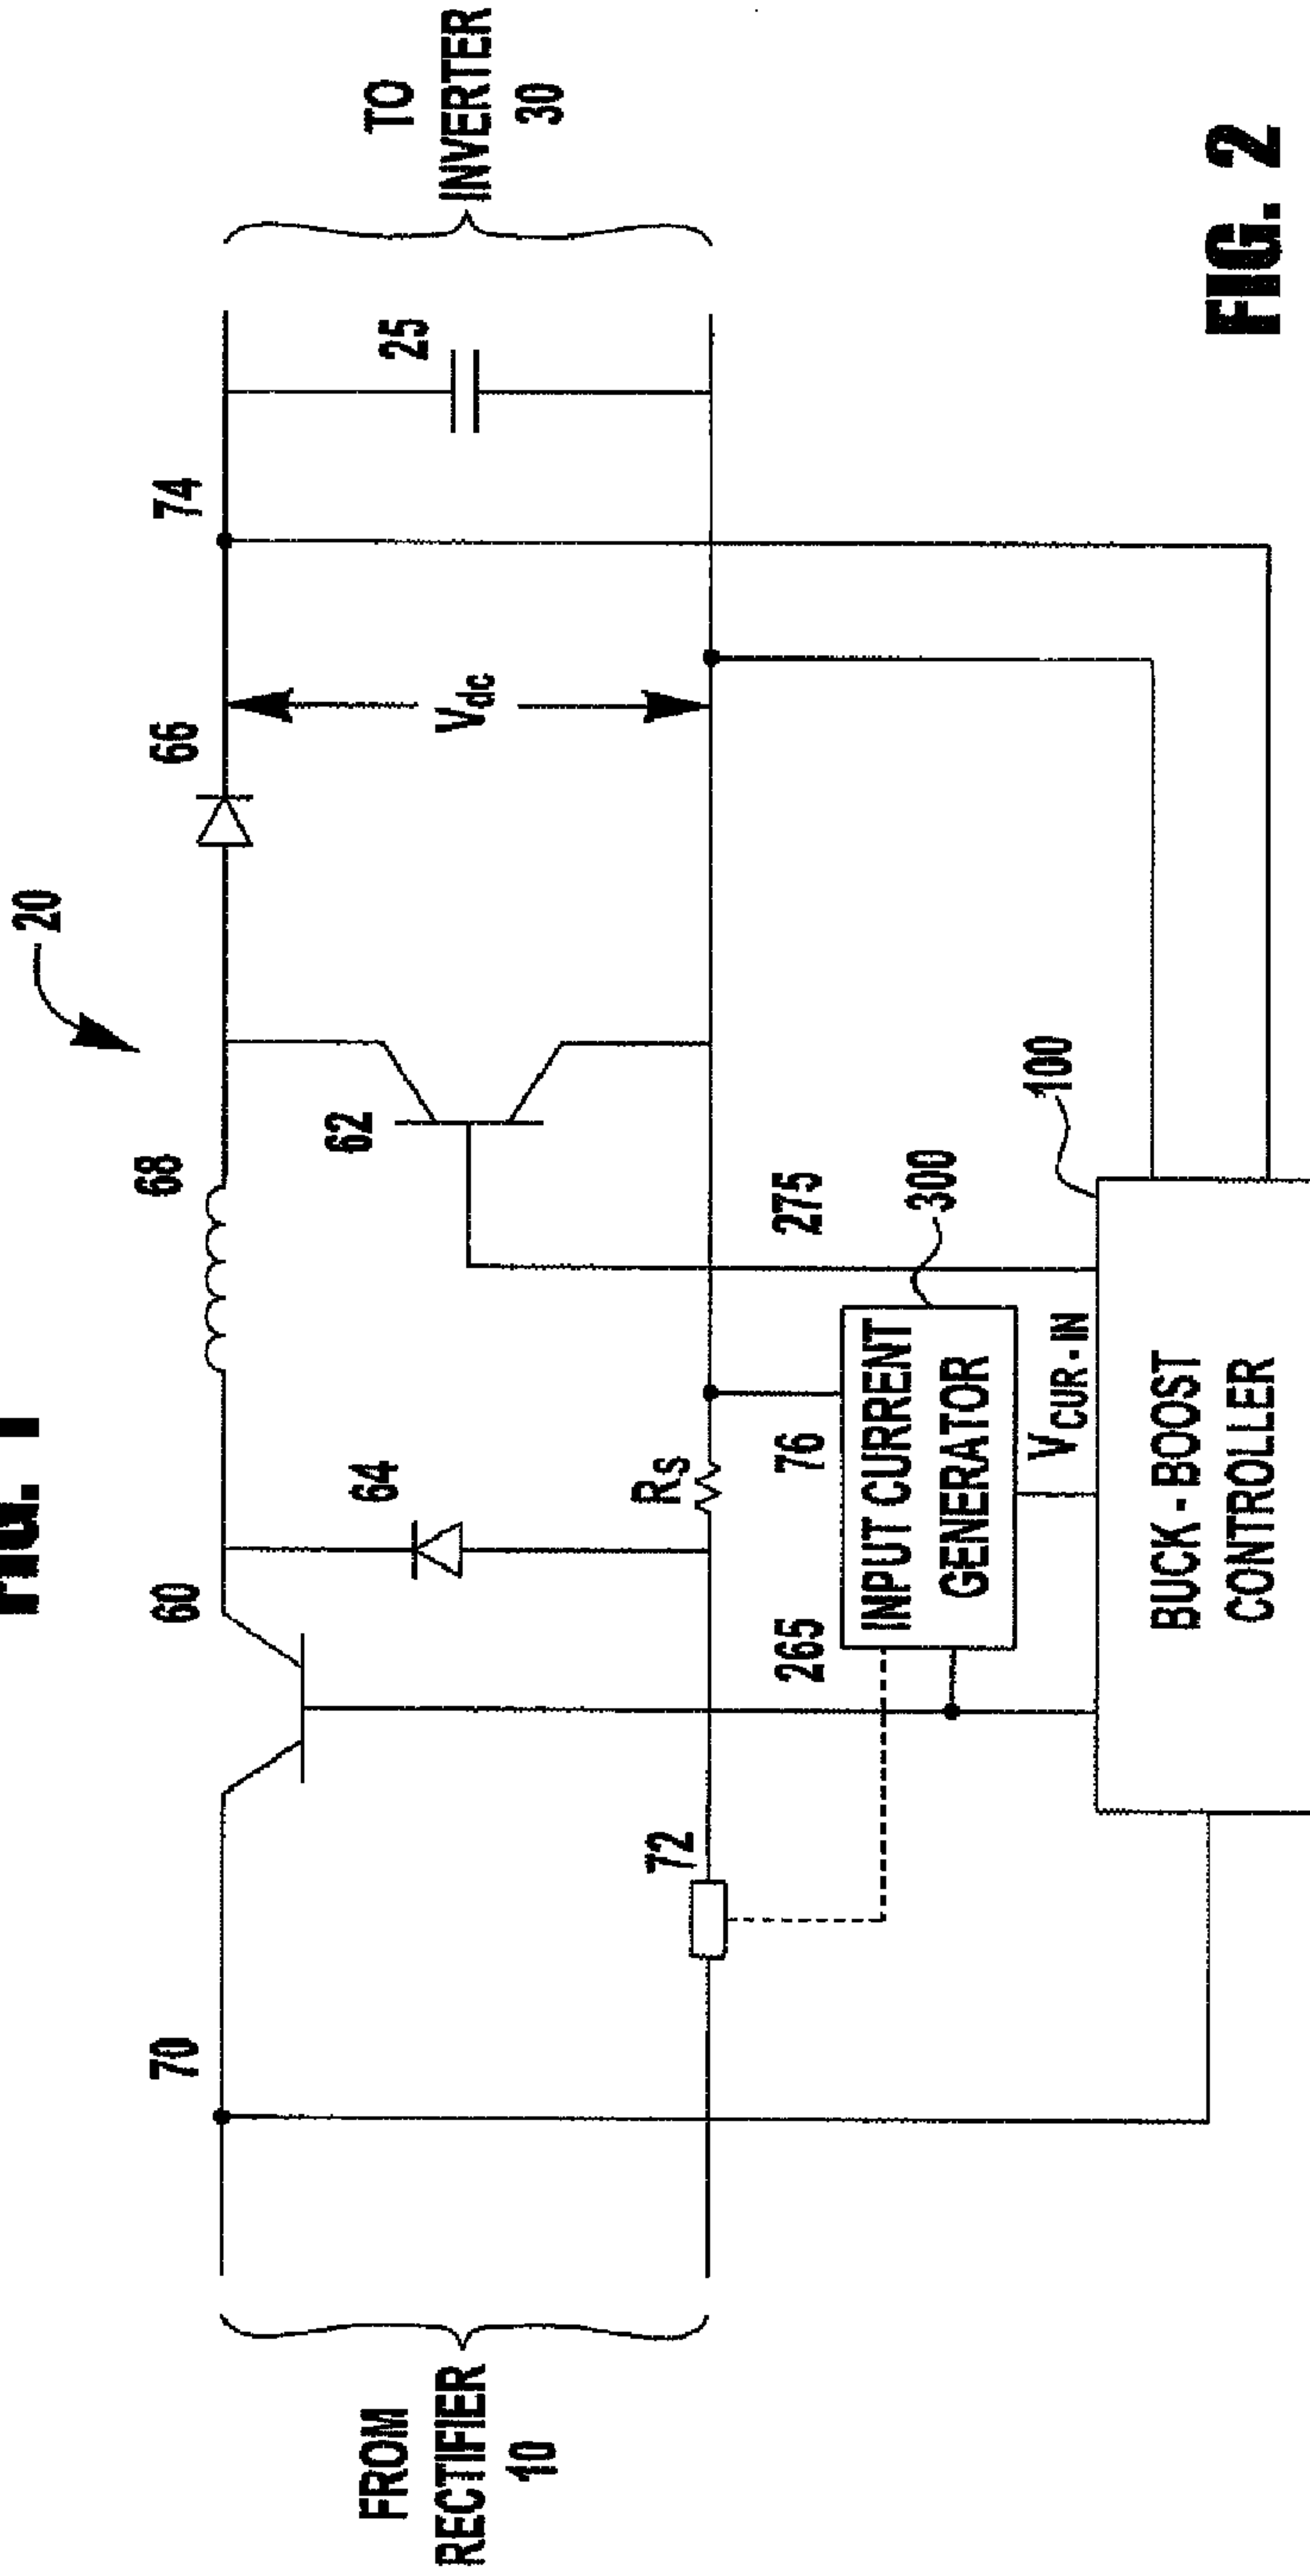 FIG. 1
20
60
68
66
74
70
64
62
25
72
RS
Vdc
76
265
275
300
100
INPUT CURRENT
GENERATOR
VCUR - IN
BUCK - BOOST
CONTROLLER
FROM
RECTIFIER
10
TO
INVERTER
30
FIG. 2